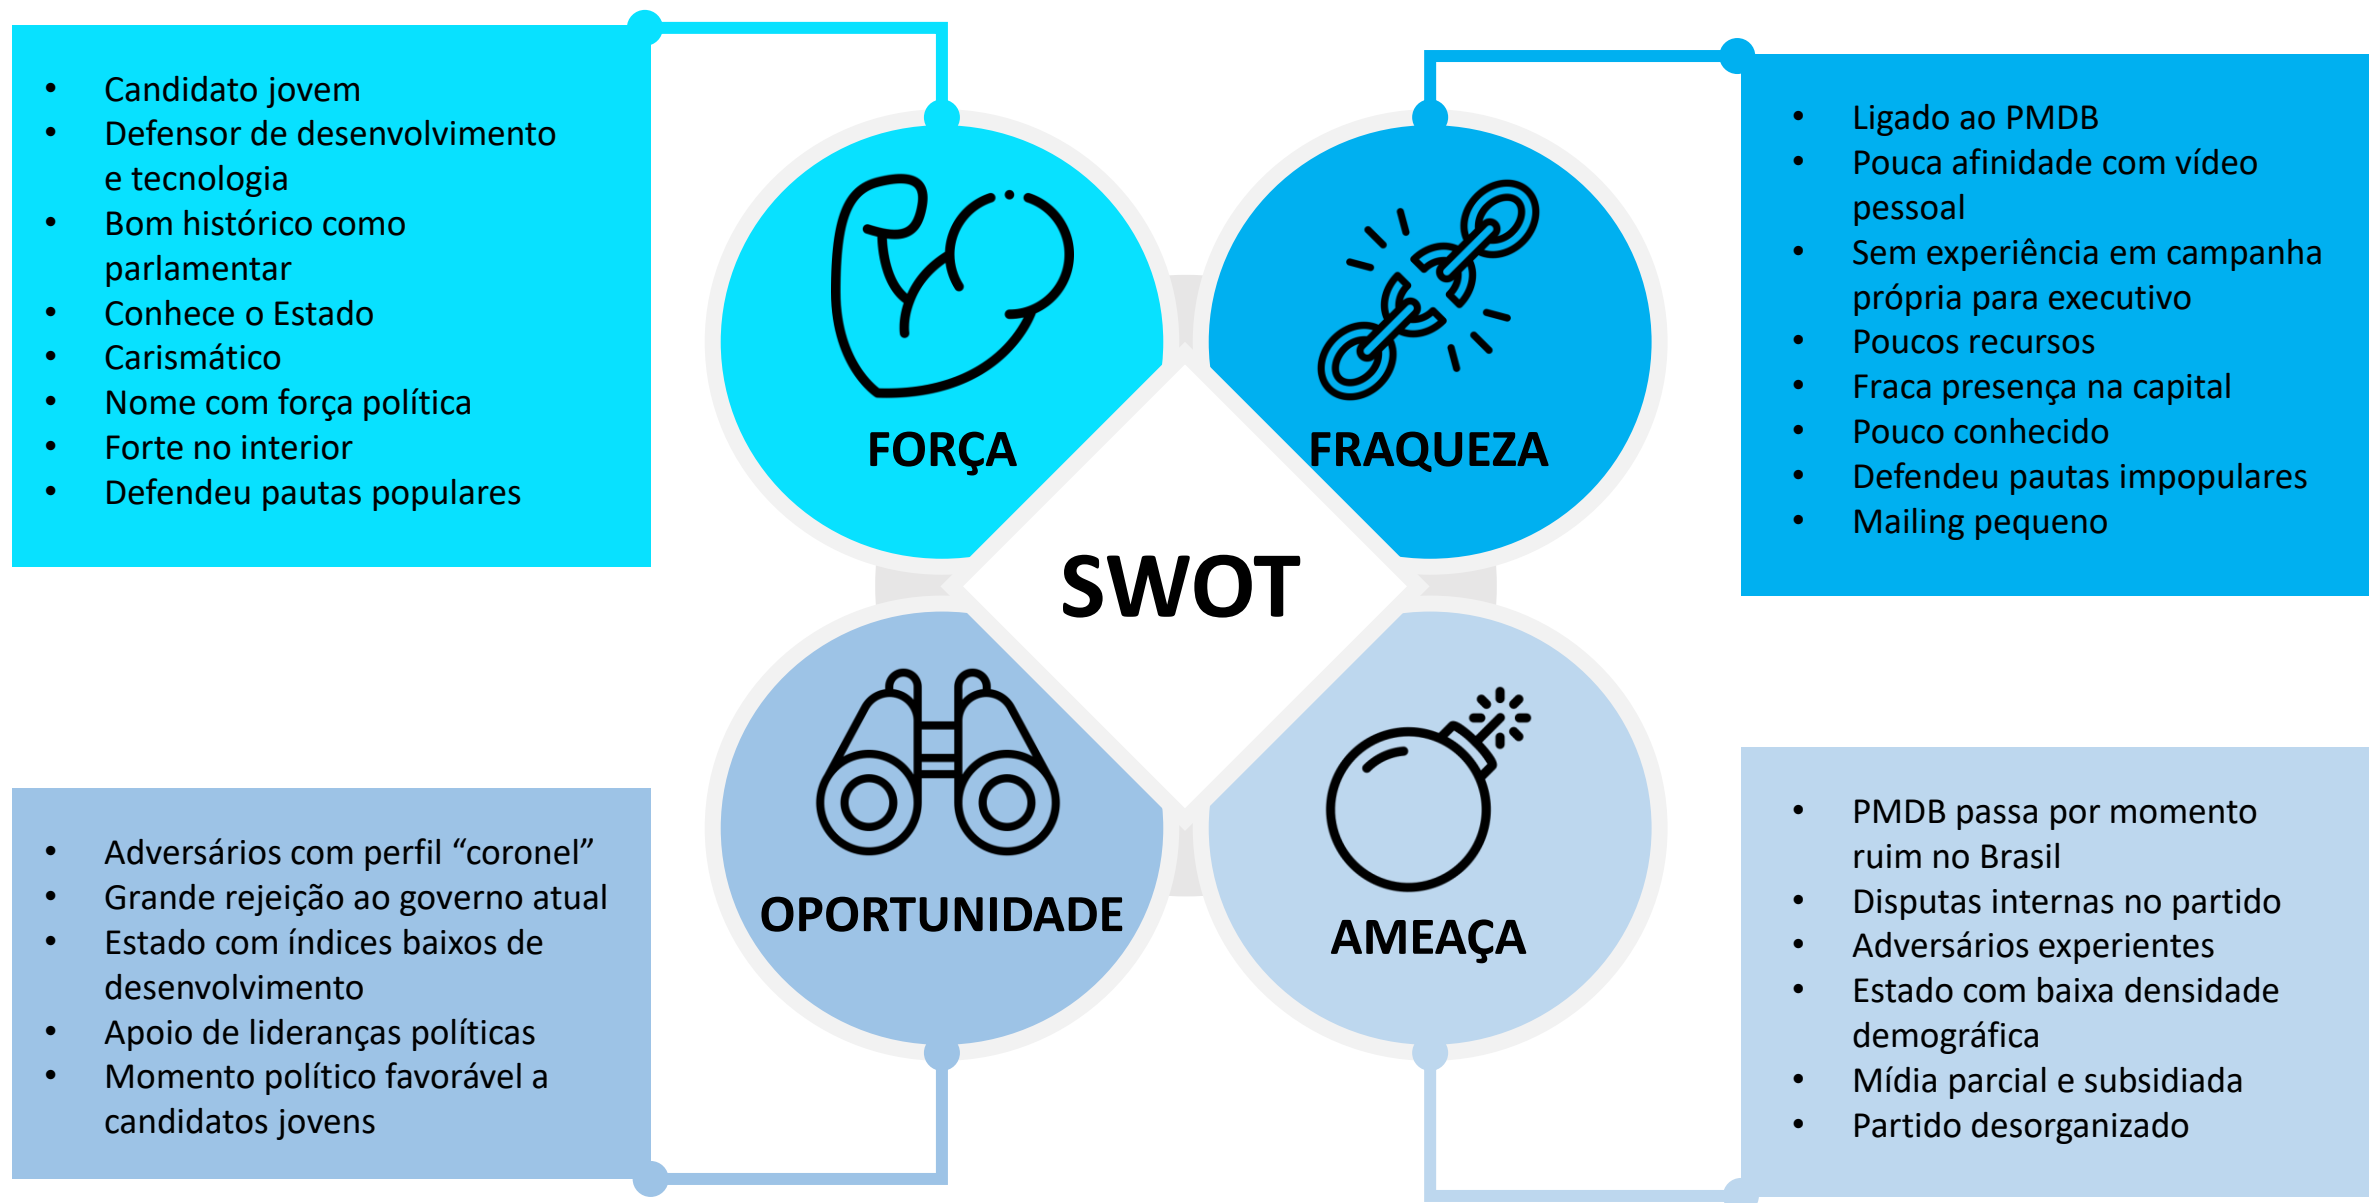 • Candidato jovem
• Defensor de desenvolvimento
e tecnologia
• Bom histórico como
parlamentar
• Conhece o Estado
• Carismático
• Nome com força política
• Forte no interior
• Defendeu pautas populares
FORÇA
FRAQUEZA
• Ligado ao PMDB
• Pouca afinidade com vídeo
pessoal
• Sem experiência em campanha
própria para executivo
• Poucos recursos
• Fraca presença na capital
• Pouco conhecido
• Defendeu pautas impopulares
• Mailing pequeno
SWOT
• Adversários com perfil “coronel”
• Grande rejeição ao governo atual
• Estado com índices baixos de
desenvolvimento
• Apoio de lideranças políticas
• Momento político favorável a
candidatos jovens
OPORTUNIDADE
AMEAÇA
• PMDB passa por momento
ruim no Brasil
• Disputas internas no partido
• Adversários experientes
• Estado com baixa densidade
demográfica
• Mídia parcial e subsidiada
• Partido desorganizado